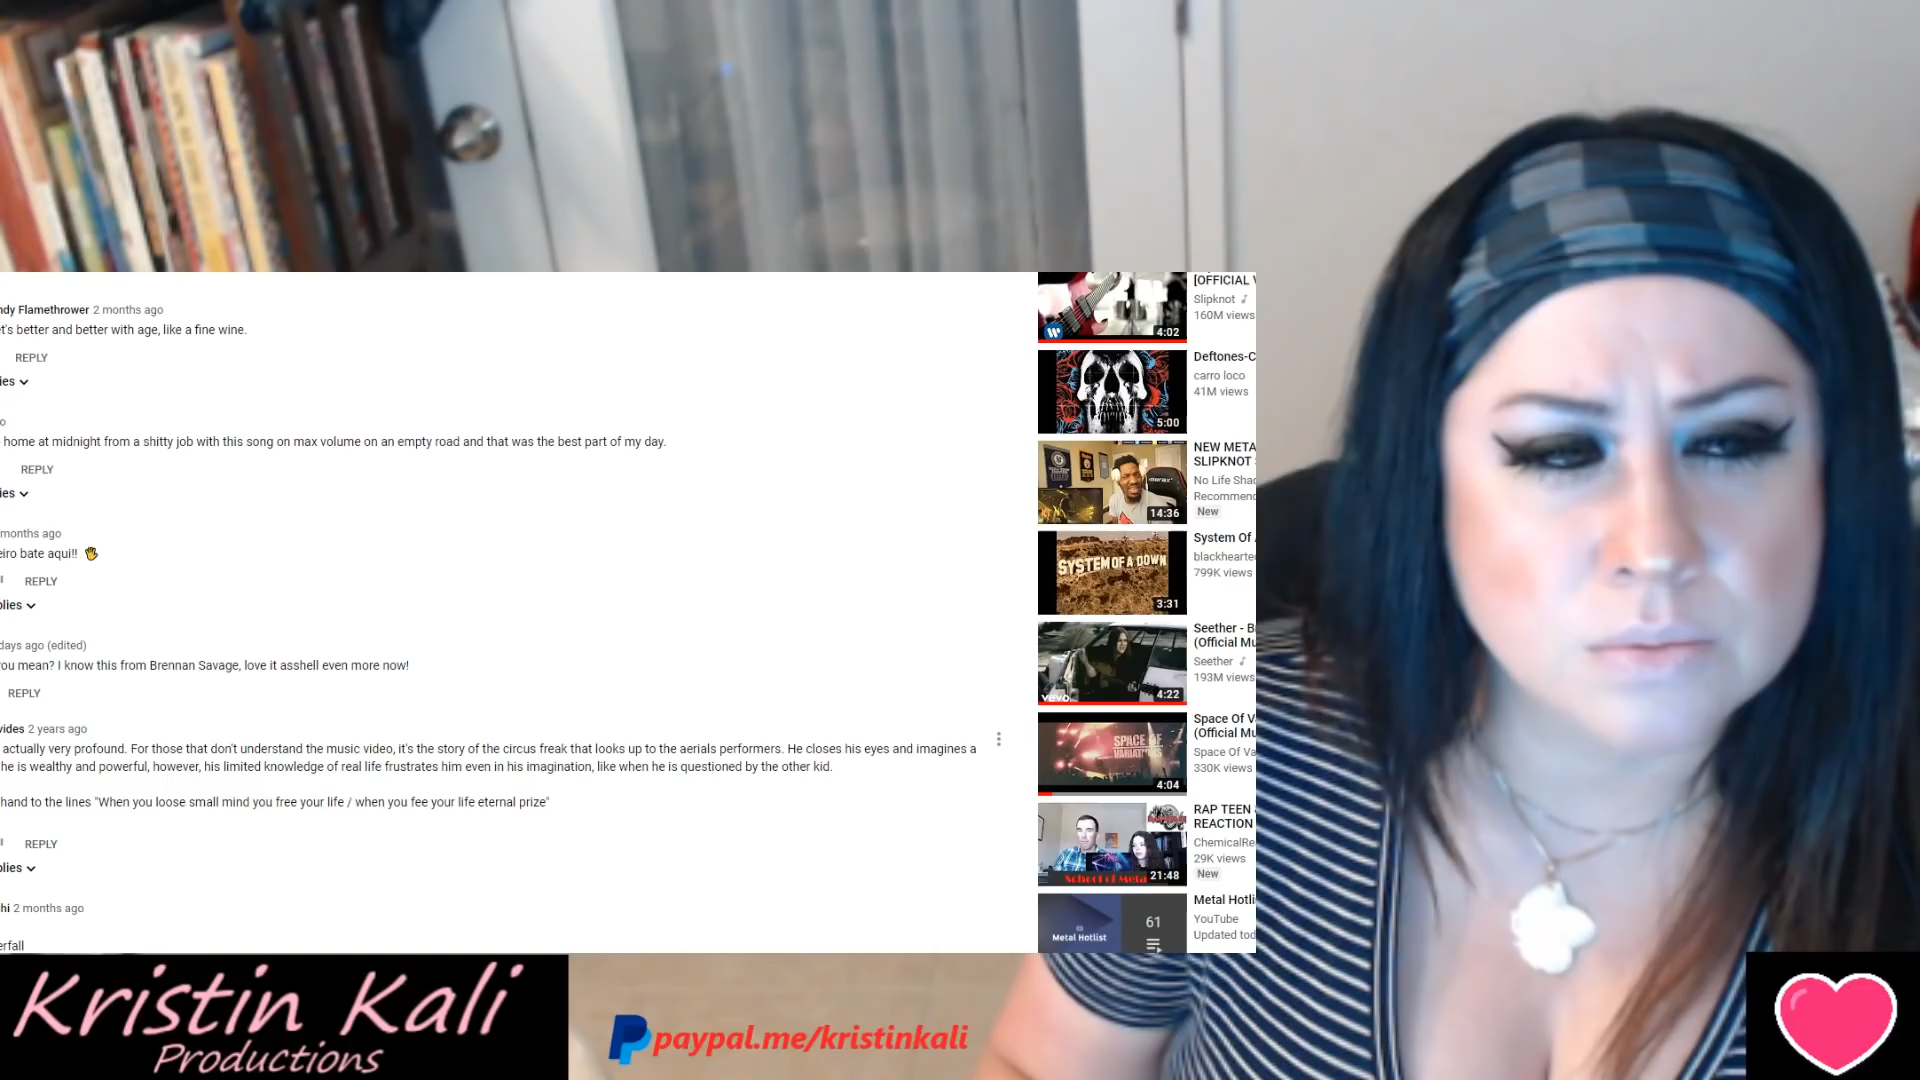 ndy Flamethrower 2 months ago
t's better and better with age, like a fine wine.
REPLY
ies
o
home at midnight from a shitty job with this song on max volume on an empty road and that was the best part of my day.
REPLY
ies
months ago
eiro bate aqui!! 🤚
REPLY
plies
days ago (edited)
you mean? I know this from Brennan Savage, love it asshell even more now!
REPLY
vides 2 years ago
actually very profound. For those that don't understand the music video, it's the story of the circus freak that looks up to the aerials performers. He closes his eyes and imagines a
he is wealthy and powerful, however, his limited knowledge of real life frustrates him even in his imagination, like when he is questioned by the other kid.
hand to the lines "When you loose small mind you free your life / when you fee your life eternal prize"
REPLY
plies
hi 2 months ago
erfall
[OFFICIAL V
Slipknot
160M views
4:02
Deftones-C
carro loco
41M views
5:00
NEW META
SLIPKNOT
No Life Shaq
Recommend
New
14:36
System Of
blackhearte
799K views
SYSTEM OF A DOWN
3:31
Seether - B
(Official Mu
Seether
193M views
vevo
4:22
Space Of V
(Official Mu
Space Of Va
330K views
SPACE OF
VARIATIONS
4:04
RAP TEEN
REACTION
ChemicalRe
29K views
New
School of Metal
21:48
Metal Hotli
YouTube
Updated tod
Metal Hotlist
61
Kristin Kali
Productions
paypal.me/kristinkali